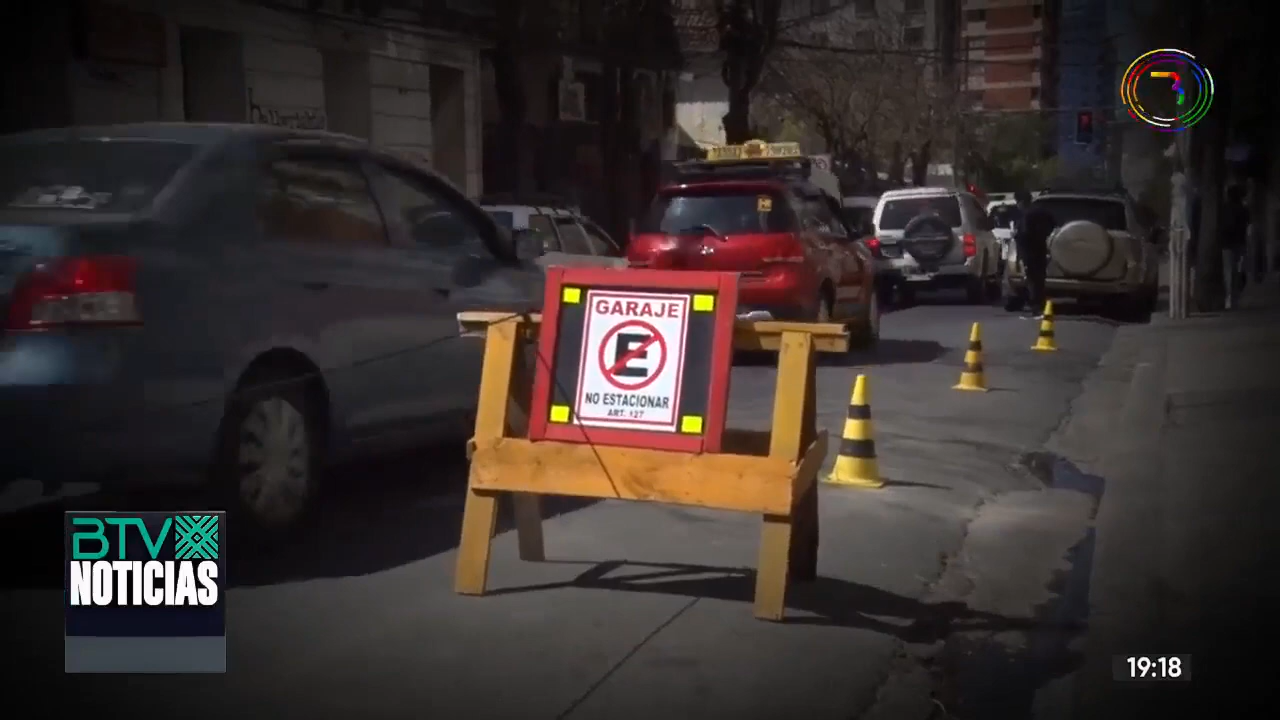 GARAJE
E
NO ESTACIONAR
ART. 127
BTV
NOTICIAS
19:18